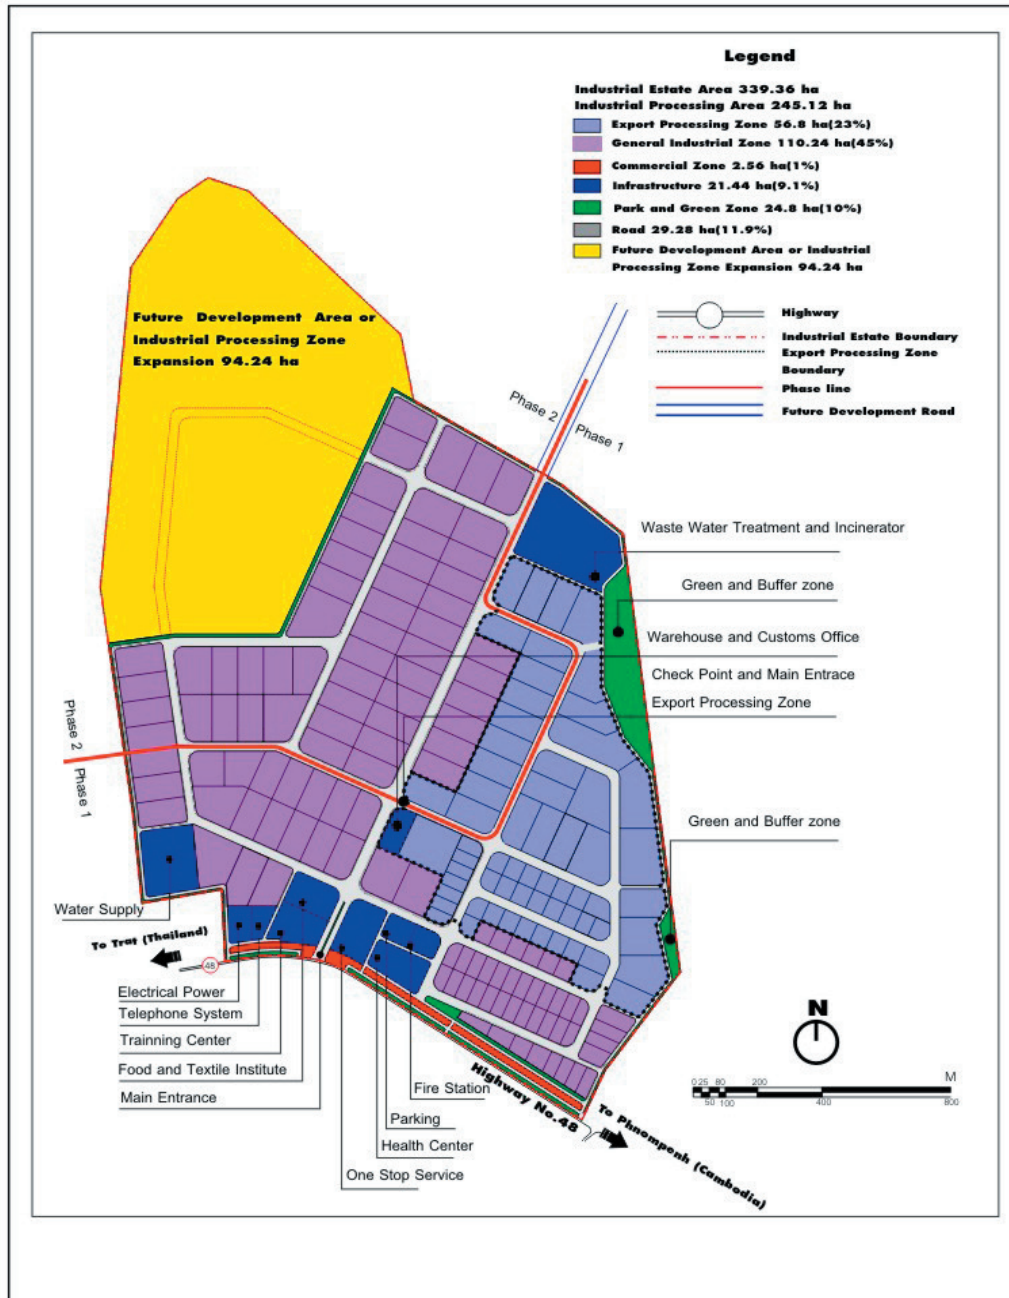 Legend
Industrial Estate Area 339.36 ha
Industrial Processing Area 245.12 ha
Export Processing Zone 56.8 ha(23%)
General Industrial Zone 110.24 ha(45%)
Commercial Zone 2.56 ha(1%)
Infrastructure 21.44 ha(9.1%)
Park and Green Zone 24.8 ha(10%)
Road 29.28 ha(11.9%)
Future Development Area or Industrial
Processing Zone Expansion 94.24 ha
Highway
Industrial Estate Boundary
Export Processing Zone
Boundary
Phase line
Future Development Road
Future Development Area or
Industrial Processing Zone
Expansion 94.24 ha
Phase 2
Phase 1
Waste Water Treatment and Incinerator
Green and Buffer zone
Warehouse and Customs Office
Check Point and Main Entrace
Export Processing Zone
Phase 2
Phase 1
Green and Buffer zone
Water Supply
To Trat (Thailand)
48
Electrical Power
Telephone System
Trainning Center
Food and Textile Institute
Main Entrance
Fire Station
Parking
Health Center
One Stop Service
Highway No.48
To Phnompenh (Cambodia)
N
M
0 25 80 200 800
50 100 400